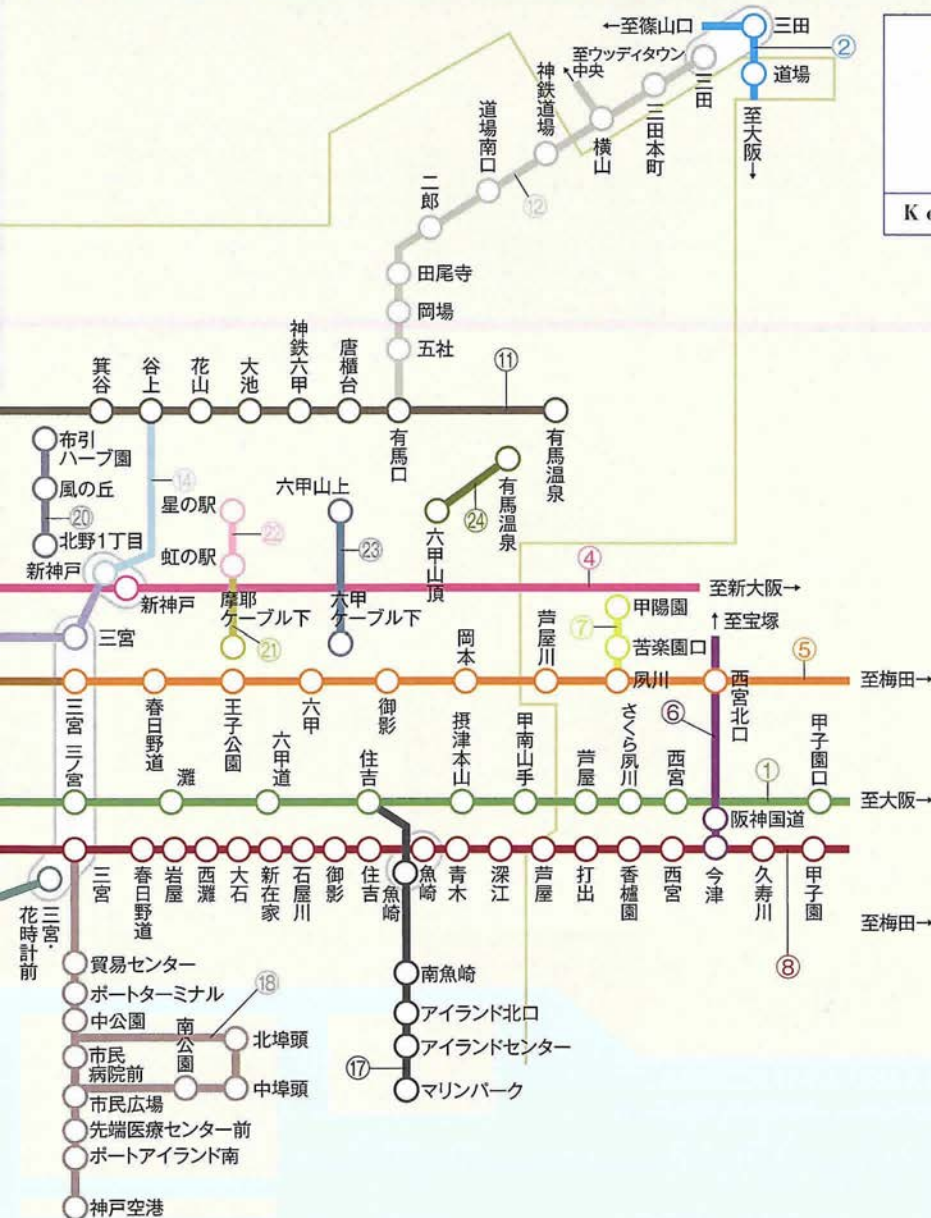 ←至篠山口
三田
②
道場
至大阪→
至ウッディタウン
中央
三田
三田本町
横山
神鉄道場
道場南口
⑫
二郎
田尾寺
岡場
五社
K
箕谷
谷上
花山
大池
神鉄六甲
唐櫃台
有馬口
⑪
有馬温泉
布引
ハーブ園
風の丘
⑳
北野1丁目
⑭
星の駅
㉒
虹の駅
摩耶
ケーブル下
㉑
六甲山上
㉓
六甲
ケーブル下
有馬温泉
㉔
六甲山頂
新神戸
新神戸
④
至新大阪→
三宮
甲陽園
⑦
苦楽園口
夙川
↑至宝塚
⑤
三宮
春日野道
王子公園
六甲
御影
岡本
芦屋川
西宮北口
至梅田→
⑥
三ノ宮
灘
六甲道
住吉
摂津本山
甲南山手
芦屋
さくら夙川
西宮
①
甲子園口
至大阪→
阪神国道
三宮
春日野道
岩屋
西灘
大石
新在家
石屋川
御影
住吉
魚崎
魚崎
青木
深江
芦屋
打出
香櫨園
西宮
今津
久寿川
甲子園
至梅田→
⑧
三宮・
花時計前
貿易センター
ポートターミナル
⑱
中公園
南公園
北埠頭
市民
病院前
中埠頭
市民広場
先端医療センター前
ポートアイランド南
神戸空港
南魚崎
アイランド北口
アイランドセンター
⑰
マリンパーク